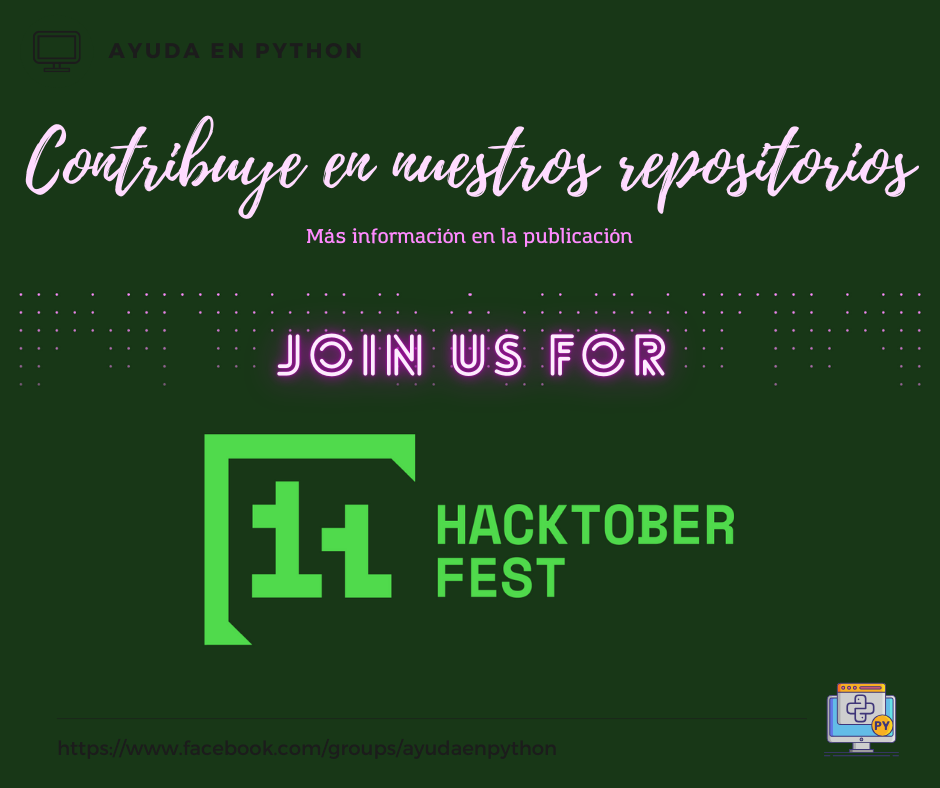 AYUDA EN PYTHON
Contribuye en nuestros repositorios
Más información en la publicación
JOIN US FOR
11
HACKTOBER
FEST
PY
https://www.facebook.com/groups/ayudaenpython